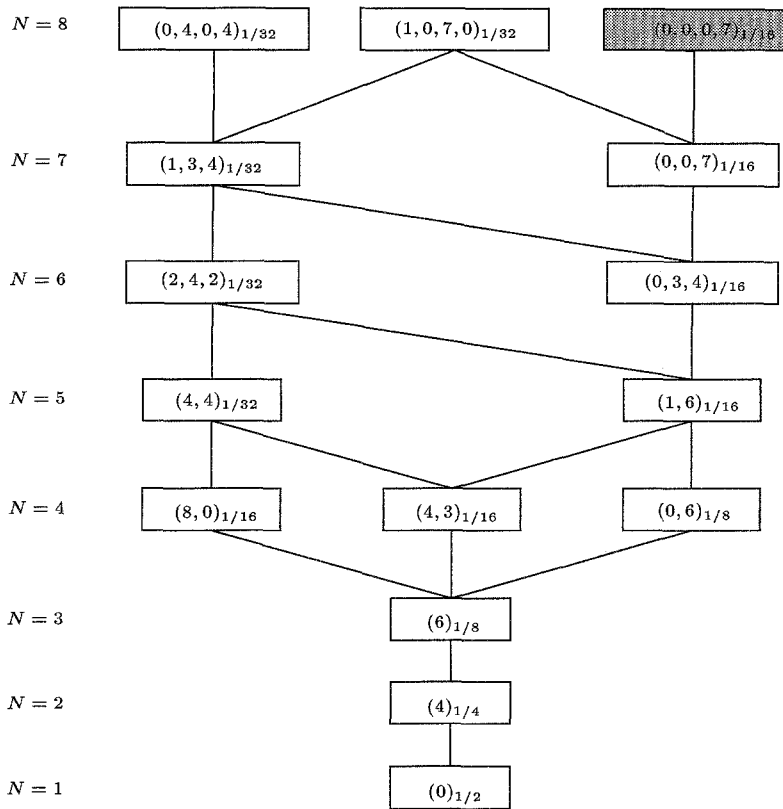 N = 8 (0, 4, 0, 4)1/32 (1, 0, 7, 0)1/32 (0, 0, 0, 7)1/16
N = 7 (1, 3, 4)1/32 (0, 0, 7)1/16
N = 6 (2, 4, 2)1/32 (0, 3, 4)1/16
N = 5 (4, 4)1/32 (1, 6)1/16
N = 4 (8, 0)1/16 (4, 3)1/16 (0, 6)1/8
N = 3 (6)1/8
N = 2 (4)1/4
N = 1 (0)1/2